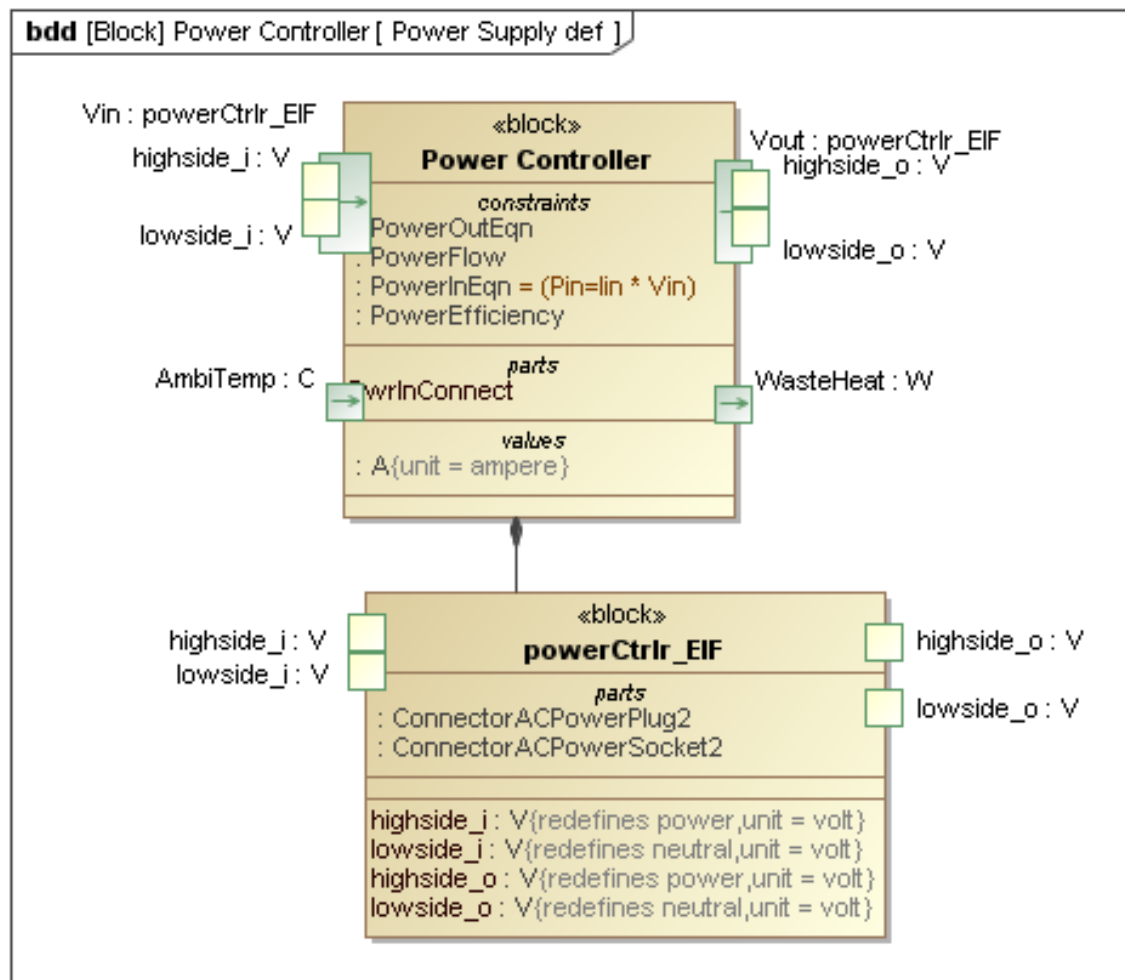 bdd [Block] Power Controller [ Power Supply def ]
Vin : powerCtrlr_EIF
highside_i : V
lowside_i : V
«block»
Power Controller
Vout : powerCtrlr_EIF
highside_o : V
lowside_o : V
constraints
PowerOutEqn
: PowerFlow
: PowerInEqn = (Pin=Iin * Vin)
: PowerEfficiency
AmbiTemp : C
parts
PwrInConnect
WasteHeat : W
values
: A{unit = ampere}
«block»
powerCtrlr_EIF
highside_i : V
lowside_i : V
highside_o : V
lowside_o : V
parts
: ConnectorACPowerPlug2
: ConnectorACPowerSocket2
highside_i : V{redefines power,unit = volt}
lowside_i : V{redefines neutral,unit = volt}
highside_o : V{redefines power,unit = volt}
lowside_o : V{redefines neutral,unit = volt}